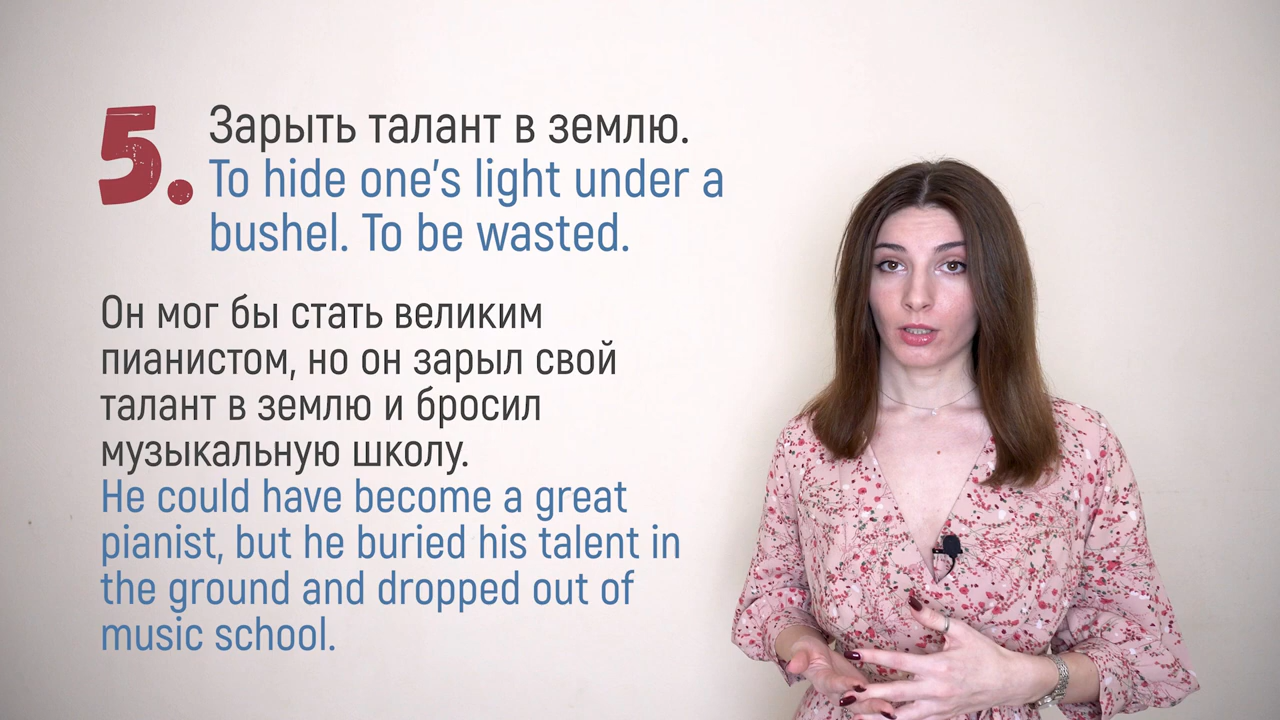 5. Зарыть талант в землю.
To hide one's light under a
bushel. To be wasted.
Он мог бы стать великим
пианистом, но он зарыл свой
талант в землю и бросил
музыкальную школу.
He could have become a great
pianist, but he buried his talent in
the ground and dropped out of
music school.